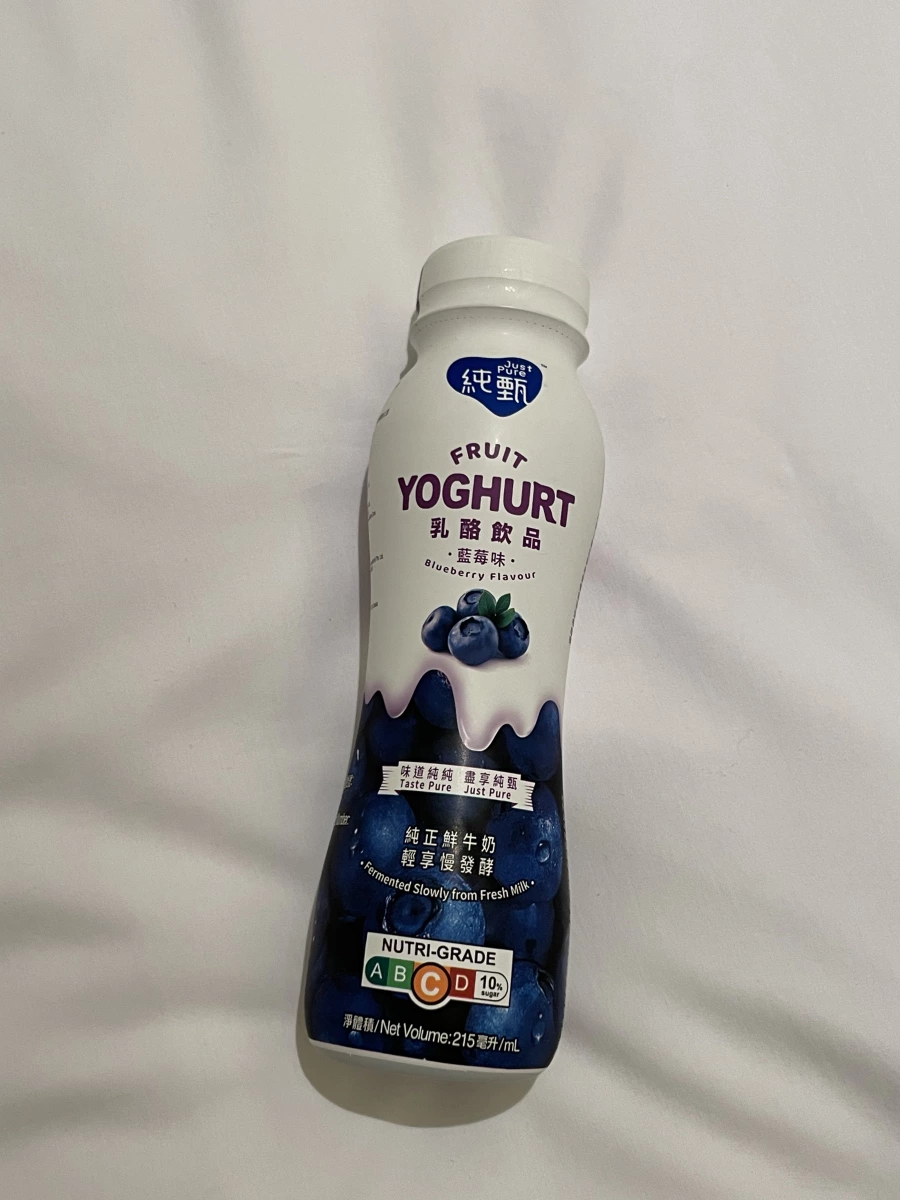 Just
Pure
純甄
™
FRUIT
YOGHURT
乳酪飲品
·藍莓味·
Blueberry Flavour
味道純純 盡享純甄
Taste Pure Just Pure
純正鮮牛奶
輕享慢發酵
•Fermented Slowly from Fresh Milk•
NUTRI-GRADE
A B C D 10%
sugar
淨體積/Net Volume:215毫升/mL